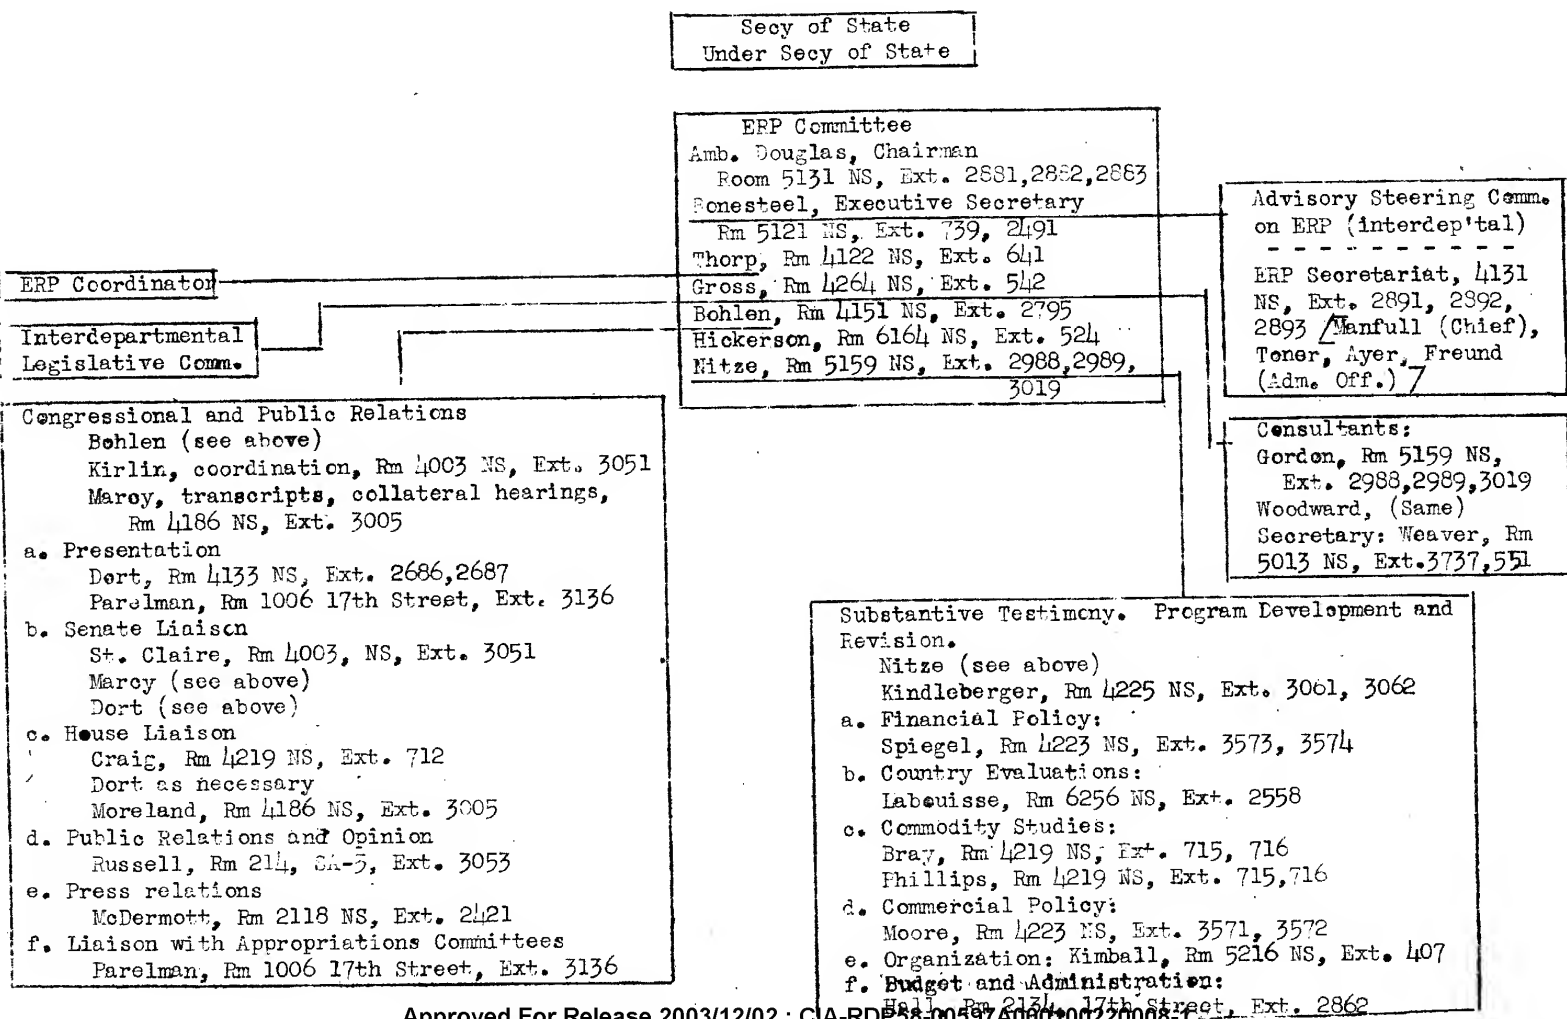 Secy of State
Under Secy of State
ERP Committee
Amb. Douglas, Chairman
Room 5131 NS, Ext. 2881,2882,2883
Bonesteel, Executive Secretary
Rm 5121 NS, Ext. 739, 2491
Thorp, Rm 4122 NS, Ext. 641
Gross, Rm 4264 NS, Ext. 542
Bohlen, Rm 4151 NS, Ext. 2795
Hickerson, Rm 6164 NS, Ext. 524
Nitze, Rm 5159 NS, Ext. 2988,2989,
3019
Advisory Steering Comm.
on ERP (interdep'tal)
- - - - - - - - - - -
ERP Secretariat, 4131
NS, Ext. 2891, 2892,
2893 /Manfull (Chief),
Toner, Ayer, Freund
(Adm. Off.)7
ERP Coordinator
Interdepartmental
Legislative Comm.
Consultants:
Gordon, Rm 5159 NS,
Ext. 2988,2989,3019
Woodward, (Same)
Secretary: Weaver, Rm
5013 NS, Ext.3737,551
Congressional and Public Relations
Bohlen (see above)
Kirlin, coordination, Rm 4003 NS, Ext. 3051
Marcy, transcripts, collateral hearings,
Rm 4186 NS, Ext. 3005
a. Presentation
Dort, Rm 4133 NS, Ext. 2686,2687
Parelman, Rm 1006 17th Street, Ext. 3136
b. Senate Liaison
St. Claire, Rm 4003, NS, Ext. 3051
Marcy (see above)
Dort (see above)
c. House Liaison
Craig, Rm 4219 NS, Ext. 712
Dort as necessary
Moreland, Rm 4186 NS, Ext. 3005
d. Public Relations and Opinion
Russell, Rm 214, SA-5, Ext. 3053
e. Press relations
McDermott, Rm 2118 NS, Ext. 2421
f. Liaison with Appropriations Committees
Parelman, Rm 1006 17th Street, Ext. 3136
Substantive Testimony. Program Development and
Revision.
Nitze (see above)
Kindleberger, Rm 4225 NS, Ext. 3061, 3062
a. Financial Policy:
Spiegel, Rm 4223 NS, Ext. 3573, 3574
b. Country Evaluations:
Labouisse, Rm 6256 NS, Ext. 2558
c. Commodity Studies:
Bray, Rm 4219 NS, Ext. 715, 716
Phillips, Rm 4219 NS, Ext. 715,716
d. Commercial Policy:
Moore, Rm 4223 NS, Ext. 3571, 3572
e. Organization: Kimball, Rm 5216 NS, Ext. 407
f. Budget and Administration:
Hall, Rm 2134, 17th Street, Ext. 2862
Approved For Release 2003/12/02 : CIA-RDP58-00597A000100220008-1